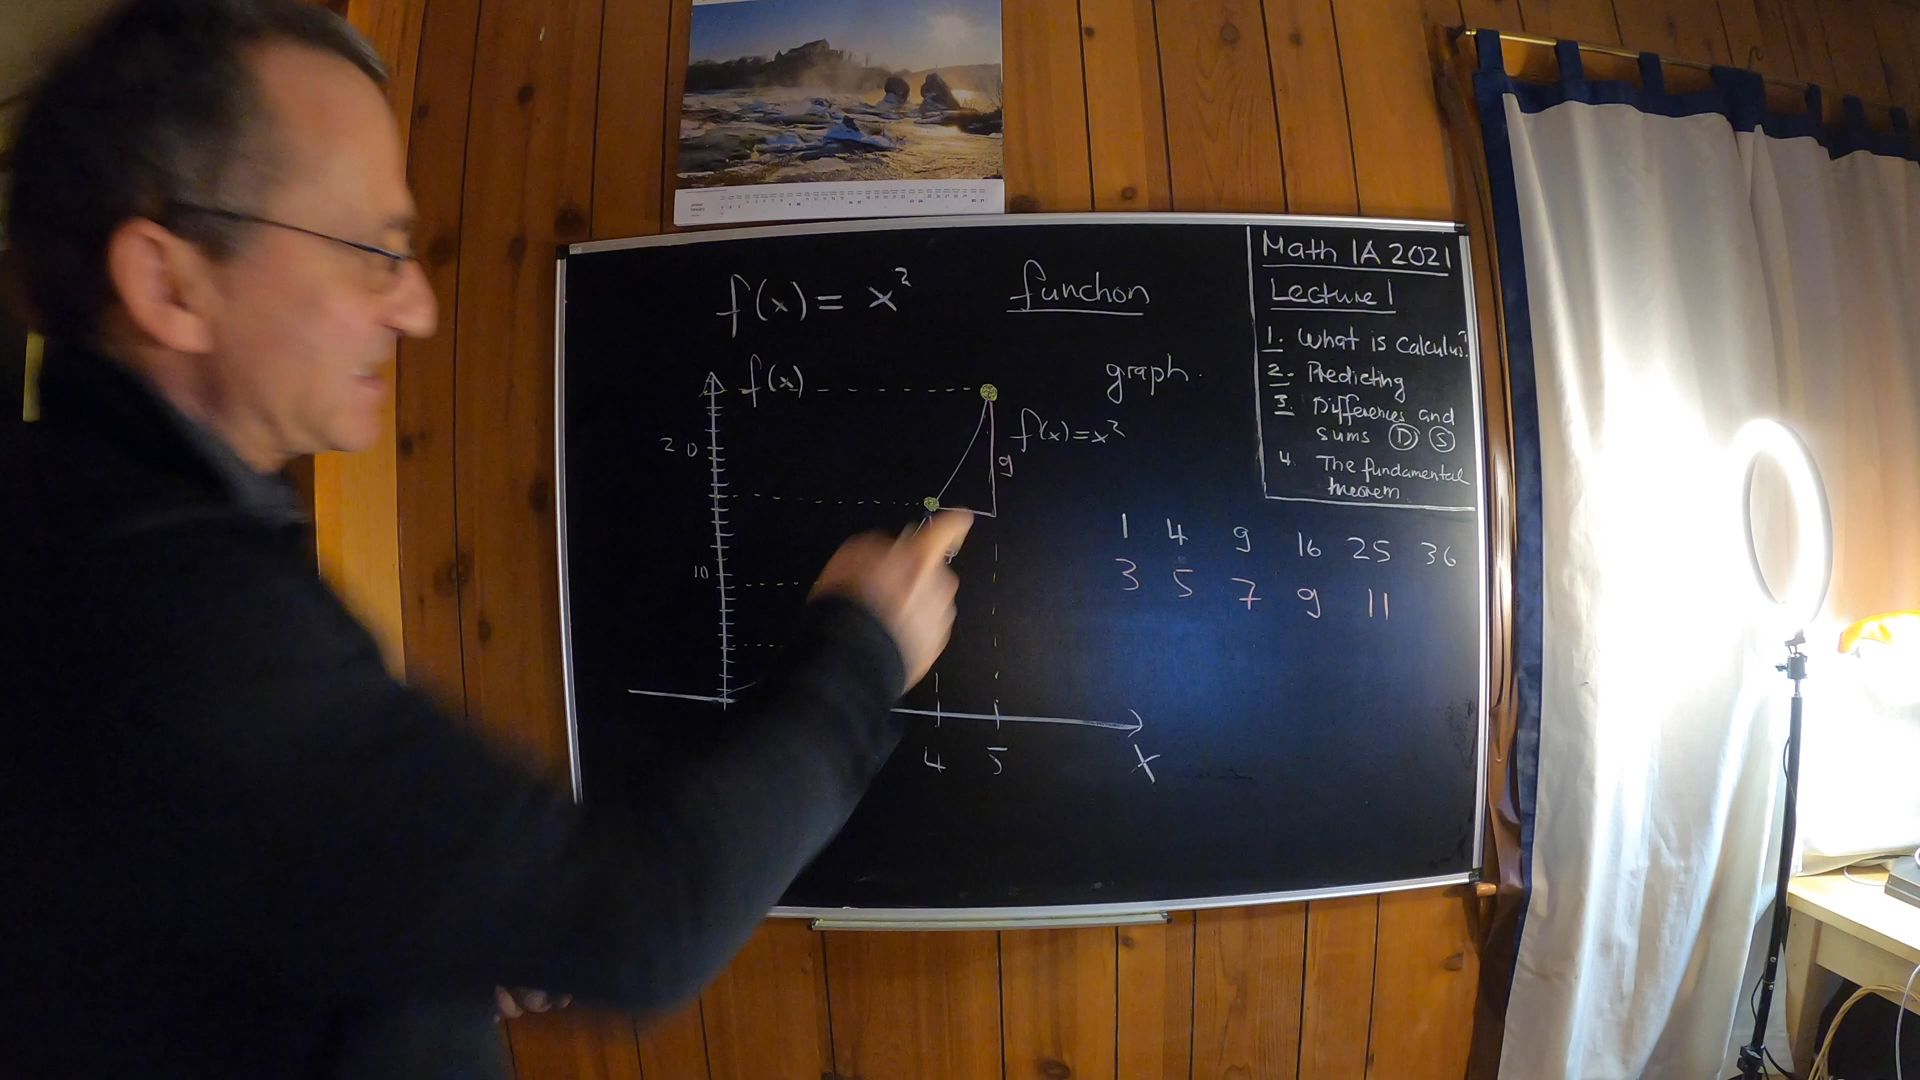 f(x) = x²
function
f(x)
graph.
20
f(x)=x²
9
10
4 5
x
1 4 9 16 25 36
3 5 7 9 11
Math 1A 2021
Lecture 1
1. What is Calculus?
2. Predicting
3. Differences and
sums D S
4. The fundamental
theorem